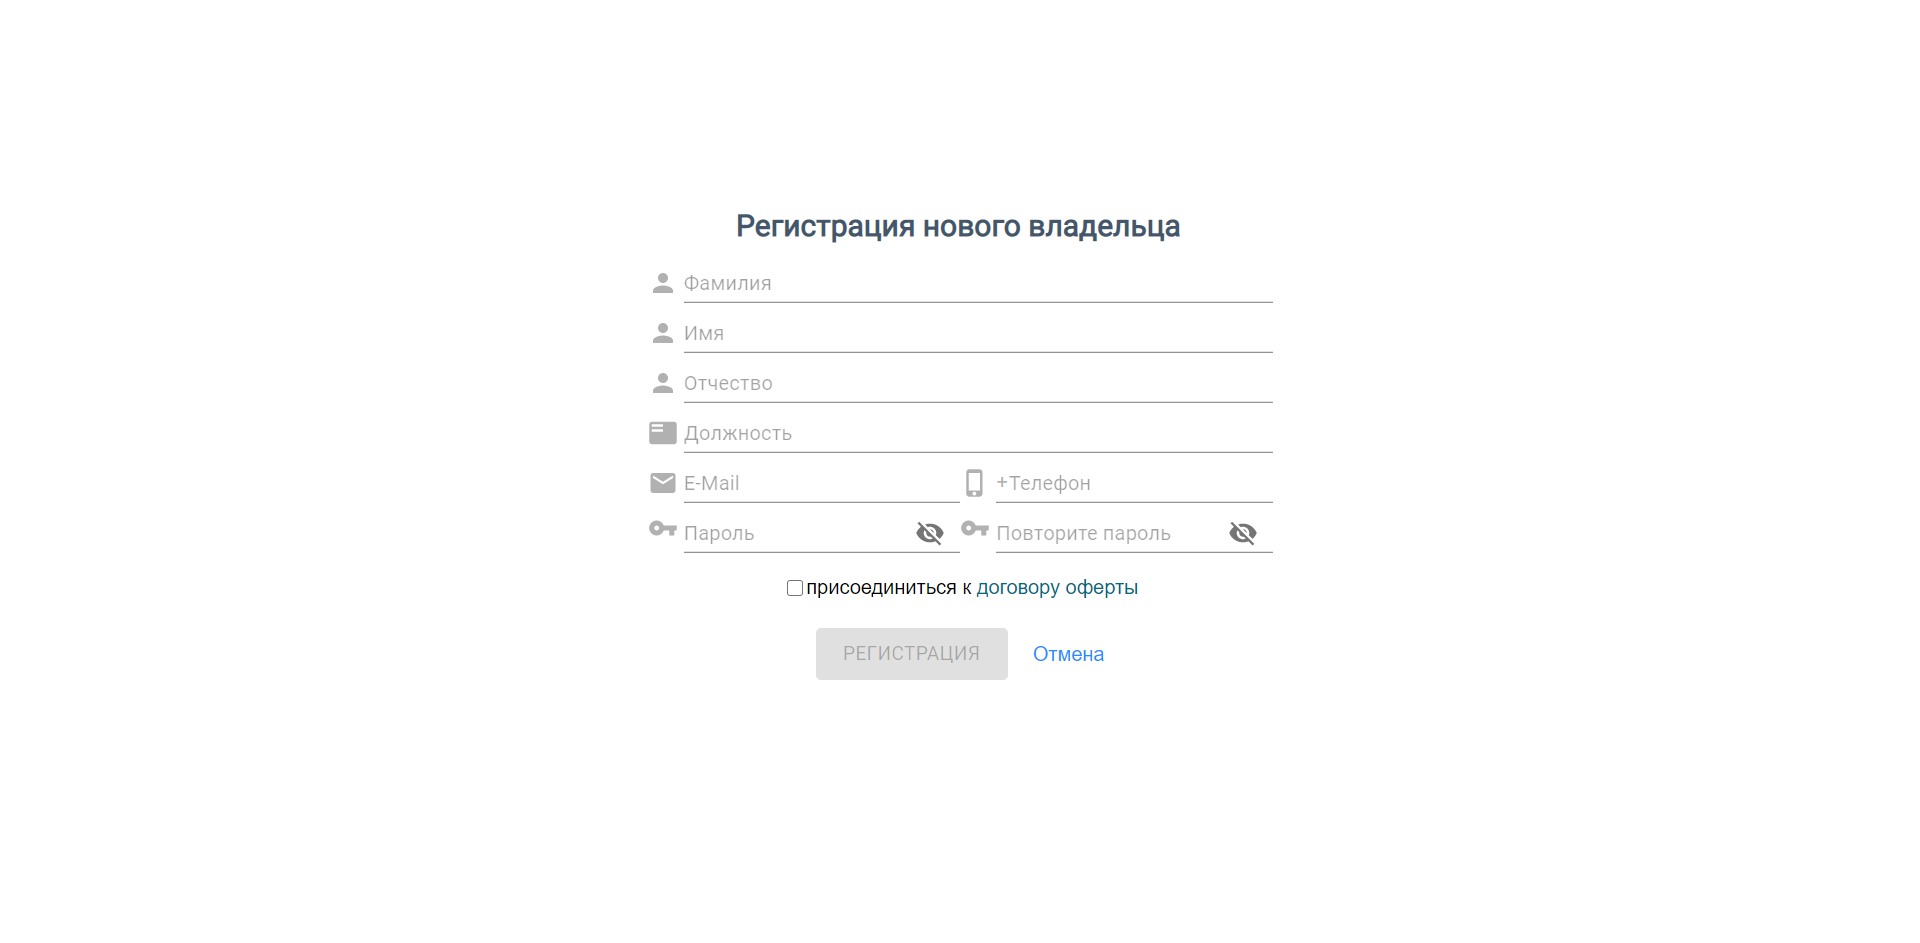 Регистрация нового владельца
Фамилия
Имя
Отчество
Должность
E-Mail +Телефон
Пароль Повторите пароль
присоединиться к договору оферты
РЕГИСТРАЦИЯ Отмена